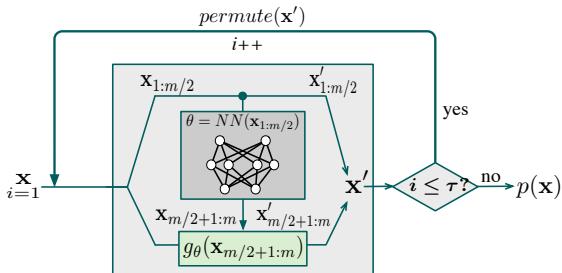 permute(x′)
i++
x₁:m/2
x′₁:m/2
θ = NN(x₁:m/2)
yes
x
i=1
x′
i ≤ τ?
no
p(x)
xm/2+1:m
x′m/2+1:m
gθ(xm/2+1:m)